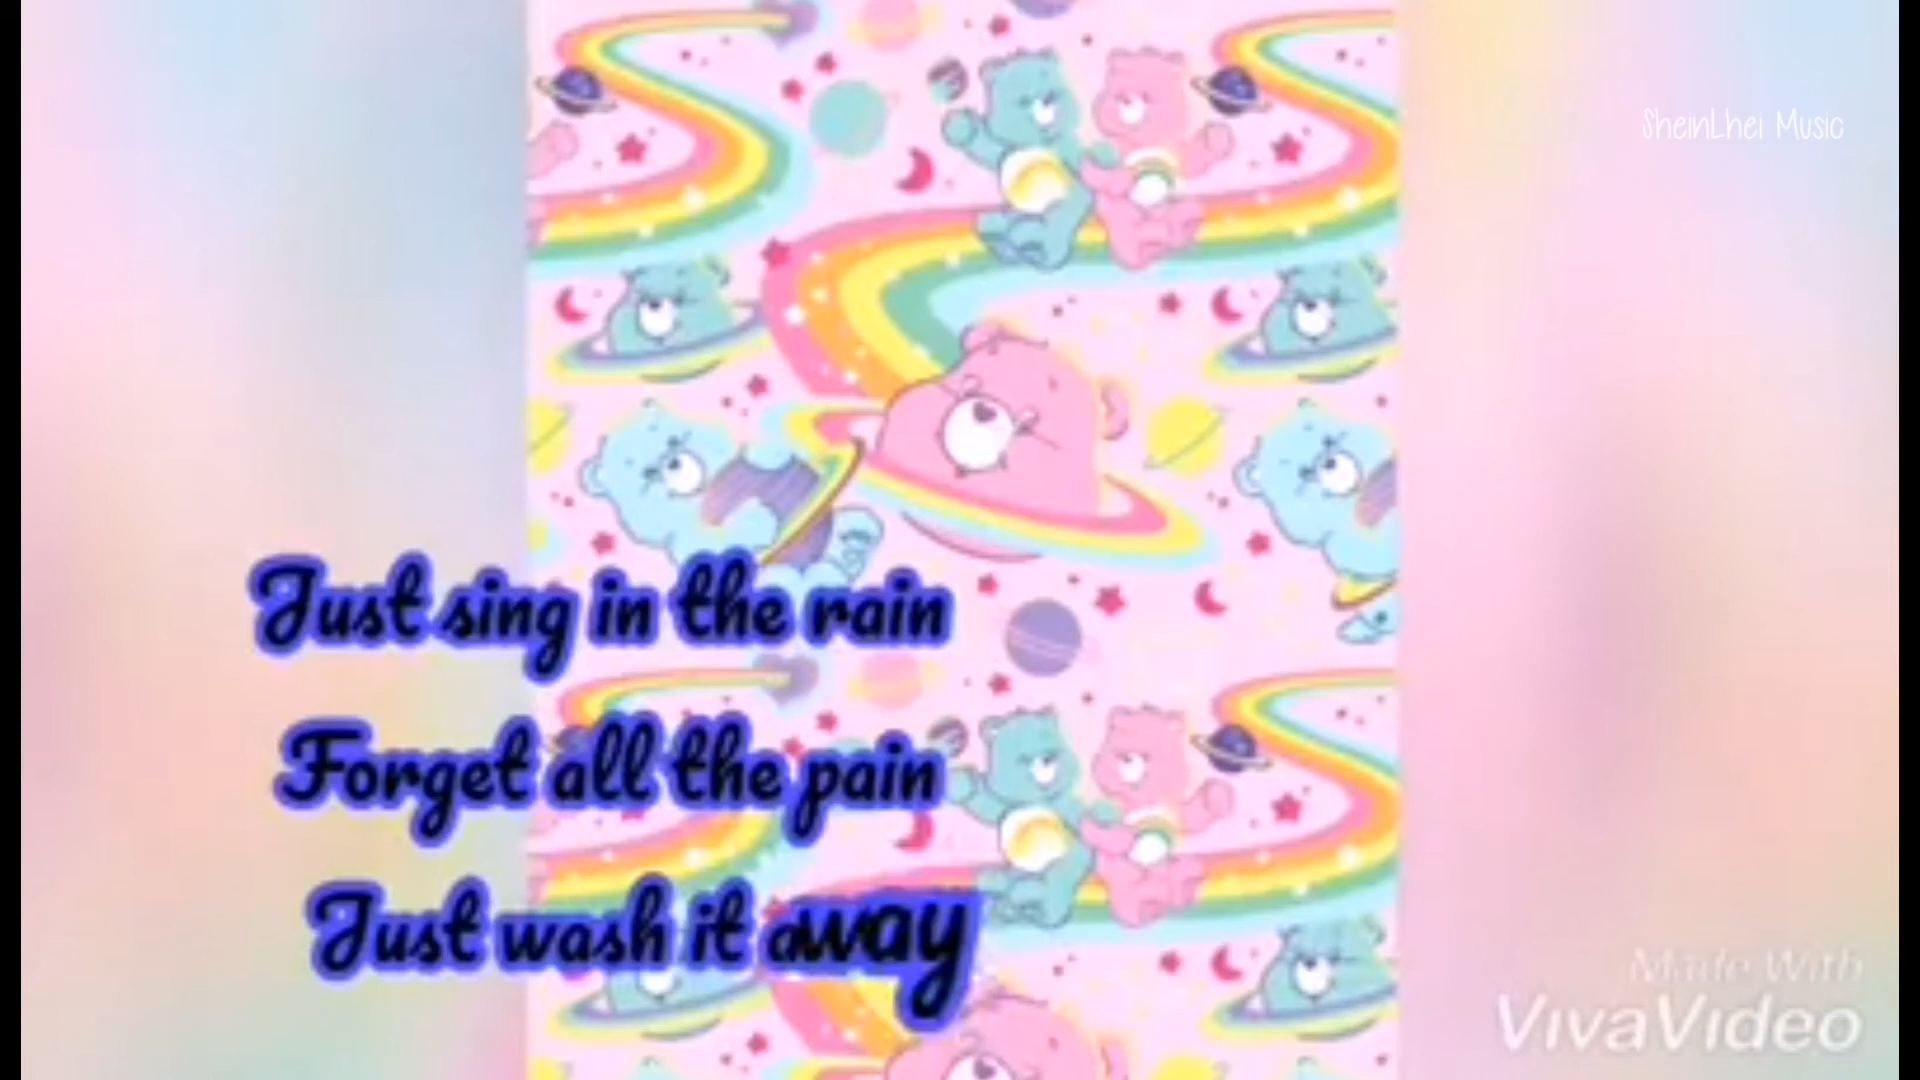 SheinLhei Music
Just sing in the rain
Forget all the pain
Just wash it away
Made With
VivaVideo